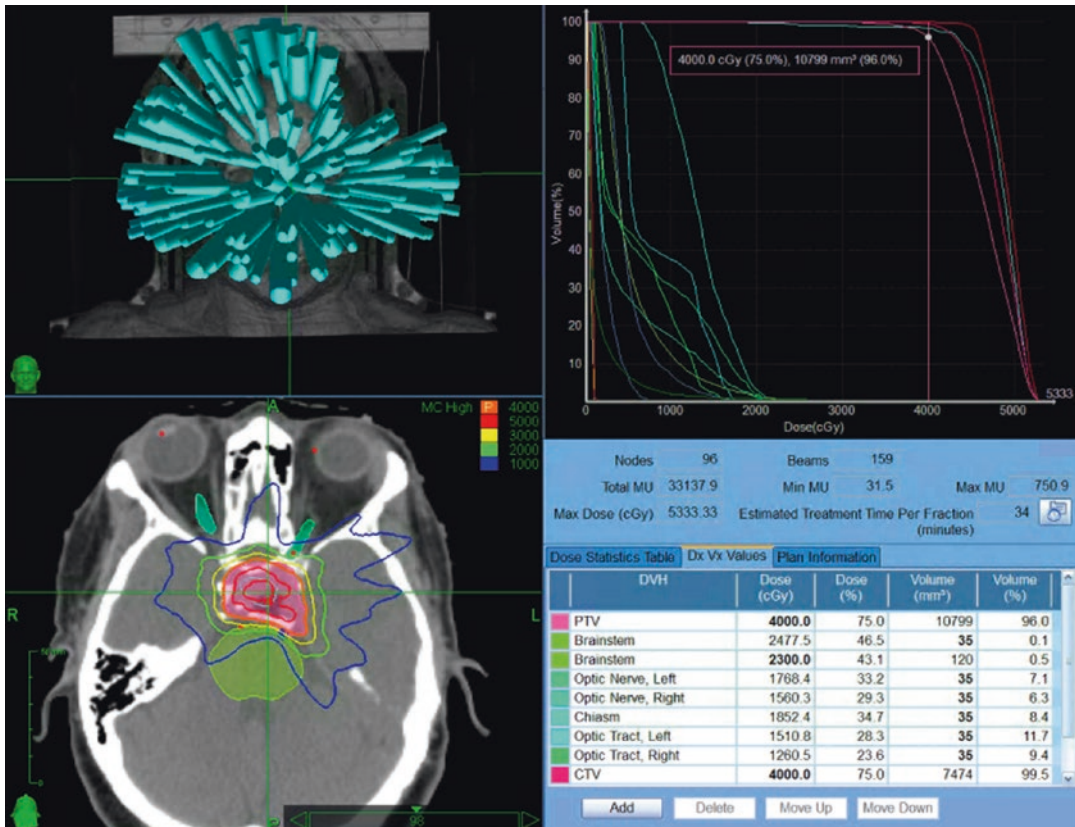 100
90
80
70
60
50
40
30
20
10
Volume(%)
4000.0 cGy (75.0%), 10799 mm³ (96.0%)
0 1000 2000 3000 4000 5000
5333
Dose(cGy)
MC High P 4000
5000
3000
2000
1000
A
R
L
98
Nodes 96 Beams 159
Total MU 33137.9 Min MU 31.5 Max MU 750.9
Max Dose (cGy) 5333.33 Estimated Treatment Time Per Fraction (minutes) 34
Dose Statistics Table Dx Vx Values Plan Information
DVH Dose (cGy) Dose (%) Volume (mm³) Volume (%)
PTV 4000.0 75.0 10799 96.0
Brainstem 2477.5 46.5 35 0.1
Brainstem 2300.0 43.1 120 0.5
Optic Nerve, Left 1768.4 33.2 35 7.1
Optic Nerve, Right 1560.3 29.3 35 6.3
Chiasm 1852.4 34.7 35 8.4
Optic Tract, Left 1510.8 28.3 35 11.7
Optic Tract, Right 1260.5 23.6 35 9.4
CTV 4000.0 75.0 7474 99.5
Add Delete Move Up Move Down